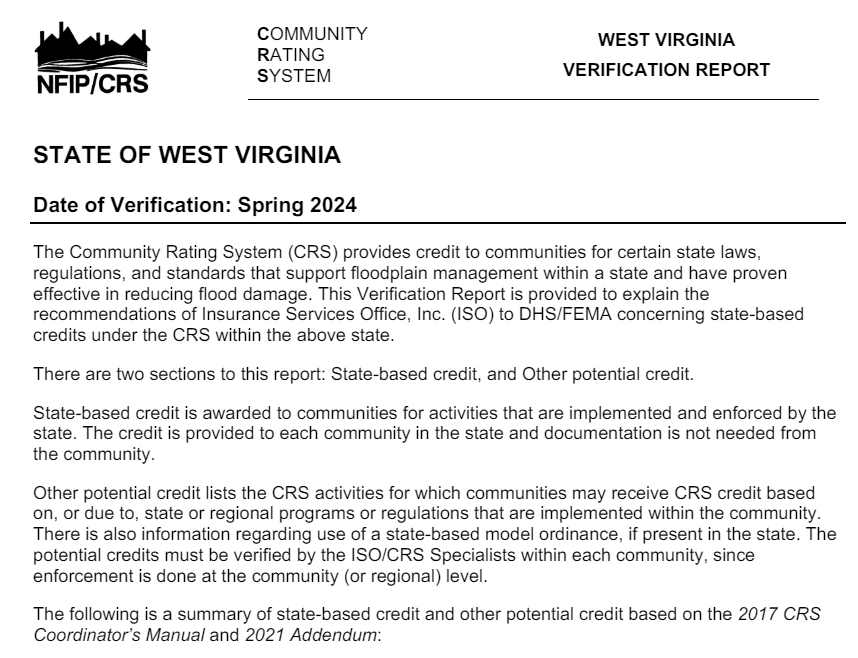 NFIP/CRS
COMMUNITY
RATING
SYSTEM
WEST VIRGINIA
VERIFICATION REPORT
STATE OF WEST VIRGINIA
Date of Verification: Spring 2024
The Community Rating System (CRS) provides credit to communities for certain state laws,
regulations, and standards that support floodplain management within a state and have proven
effective in reducing flood damage. This Verification Report is provided to explain the
recommendations of Insurance Services Office, Inc. (ISO) to DHS/FEMA concerning state-based
credits under the CRS within the above state.
There are two sections to this report: State-based credit, and Other potential credit.
State-based credit is awarded to communities for activities that are implemented and enforced by the
state. The credit is provided to each community in the state and documentation is not needed from
the community.
Other potential credit lists the CRS activities for which communities may receive CRS credit based
on, or due to, state or regional programs or regulations that are implemented within the community.
There is also information regarding use of a state-based model ordinance, if present in the state. The
potential credits must be verified by the ISO/CRS Specialists within each community, since
enforcement is done at the community (or regional) level.
The following is a summary of state-based credit and other potential credit based on the 2017 CRS
Coordinator's Manual and 2021 Addendum: